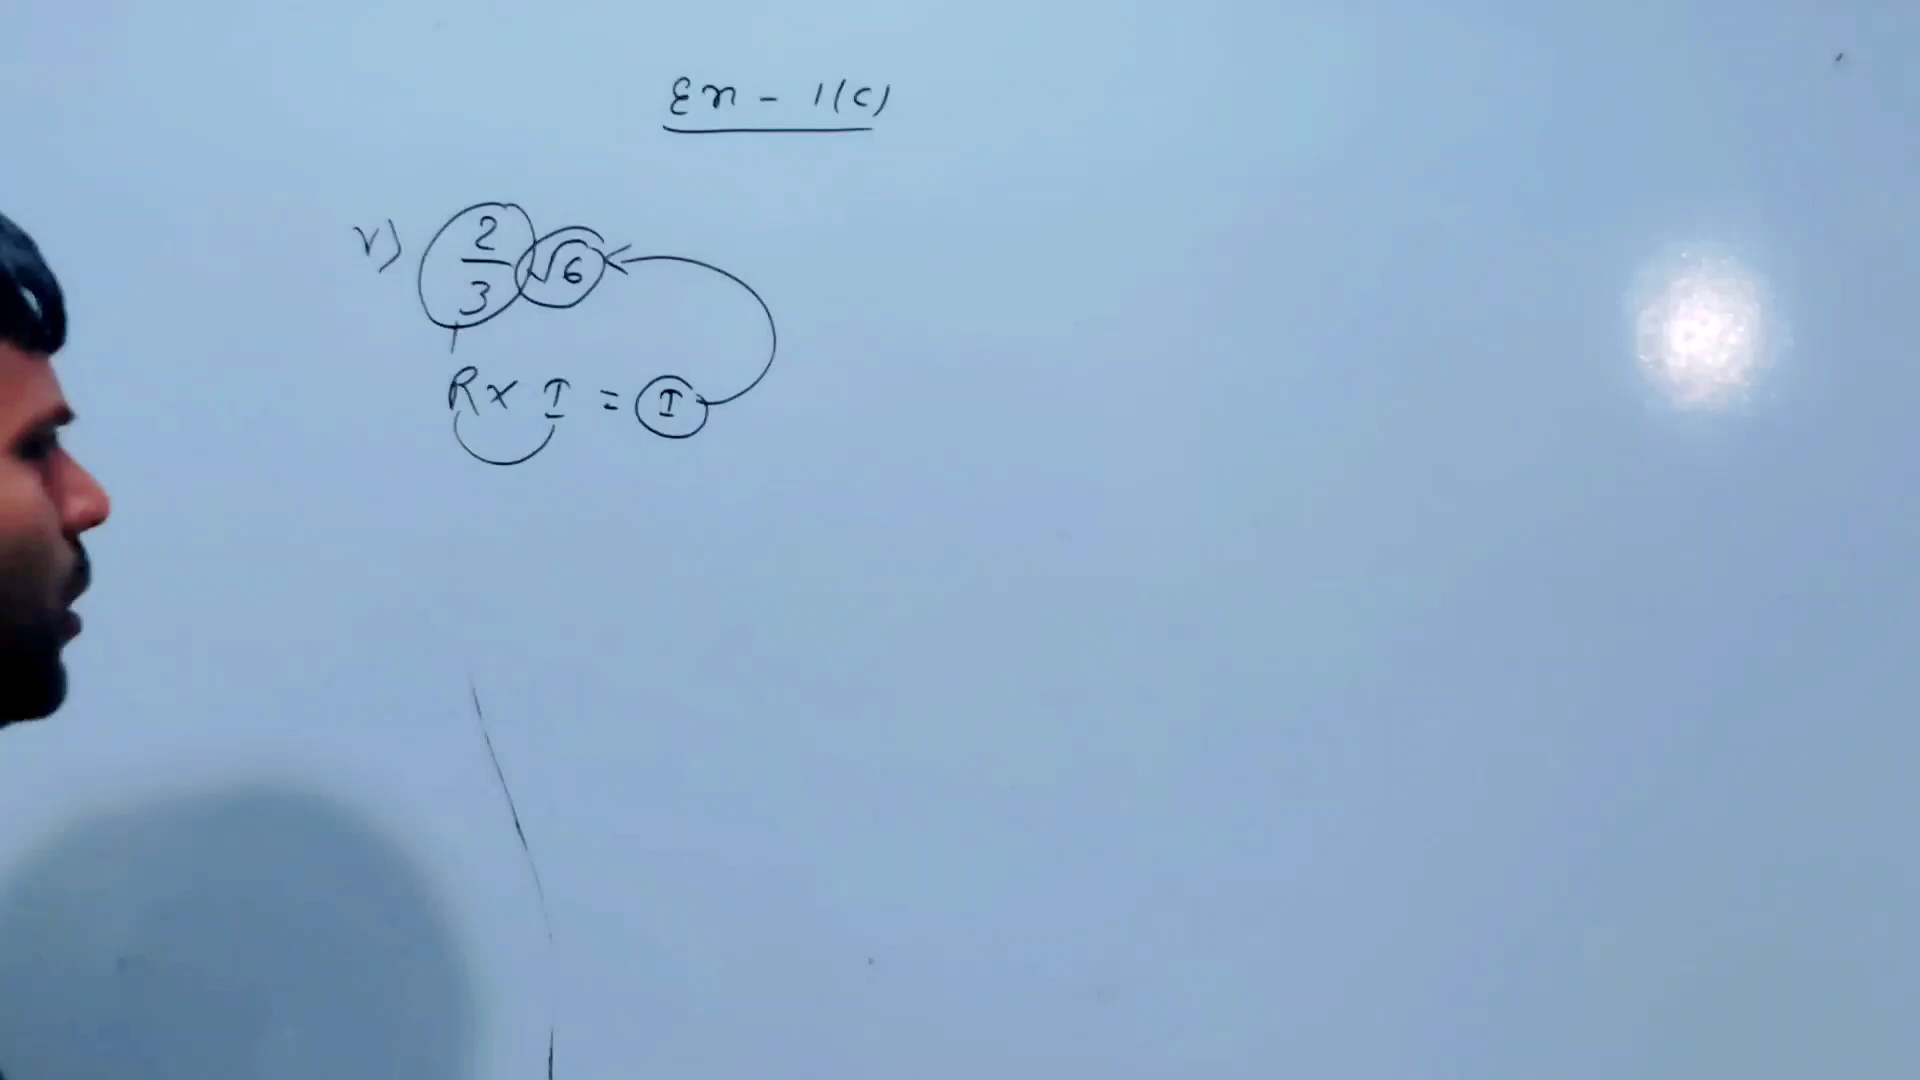 Ex - 1(c)
v) 2/3 √6
R x I = I